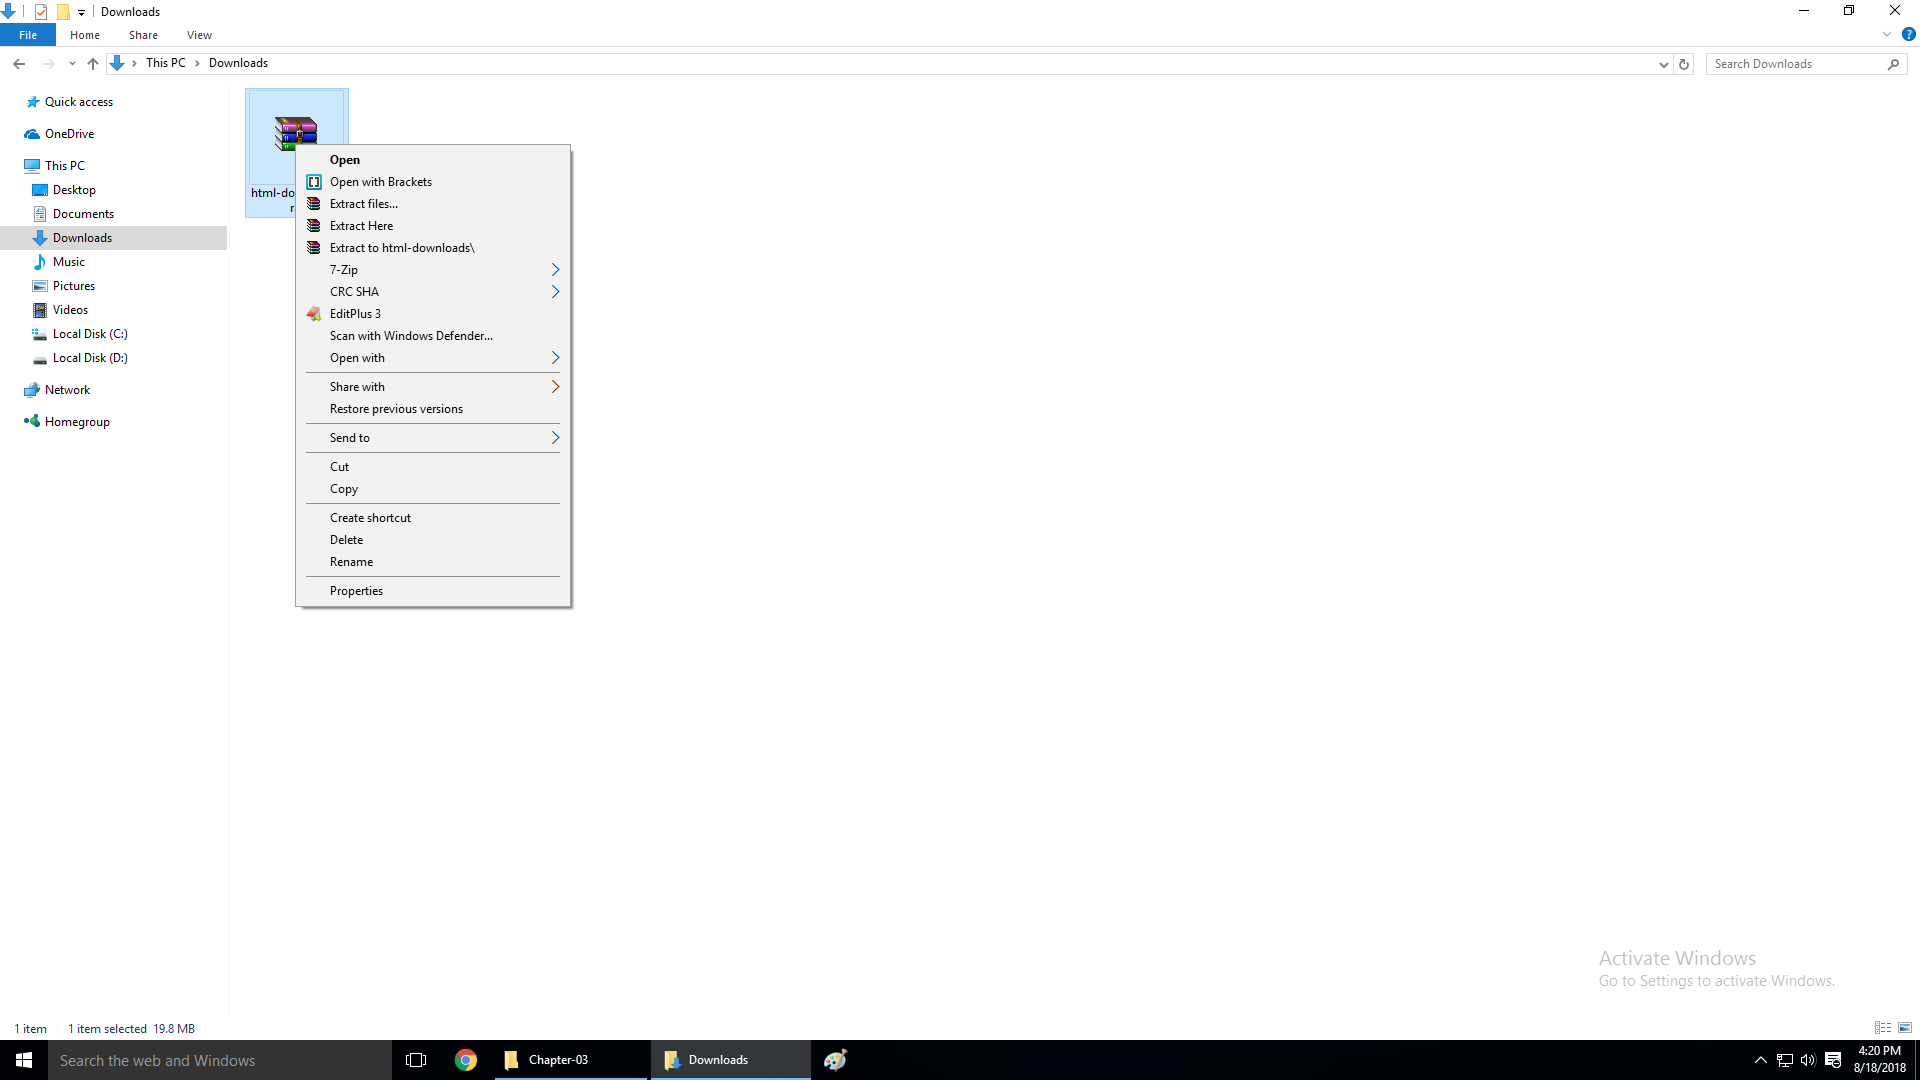 Downloads
File Home Share View
This PC Downloads
Search Downloads
Quick access
OneDrive
This PC
Desktop
Documents
Downloads
Music
Pictures
Videos
Local Disk (C:)
Local Disk (D:)
Network
Homegroup
html-do
r
Open
Open with Brackets
Extract files...
Extract Here
Extract to html-downloads\
7-Zip
CRC SHA
EditPlus 3
Scan with Windows Defender...
Open with
Share with
Restore previous versions
Send to
Cut
Copy
Create shortcut
Delete
Rename
Properties
Activate Windows
Go to Settings to activate Windows.
1 item 1 item selected 19.8 MB
Search the web and Windows
Chapter-03
Downloads
4:20 PM
8/18/2018